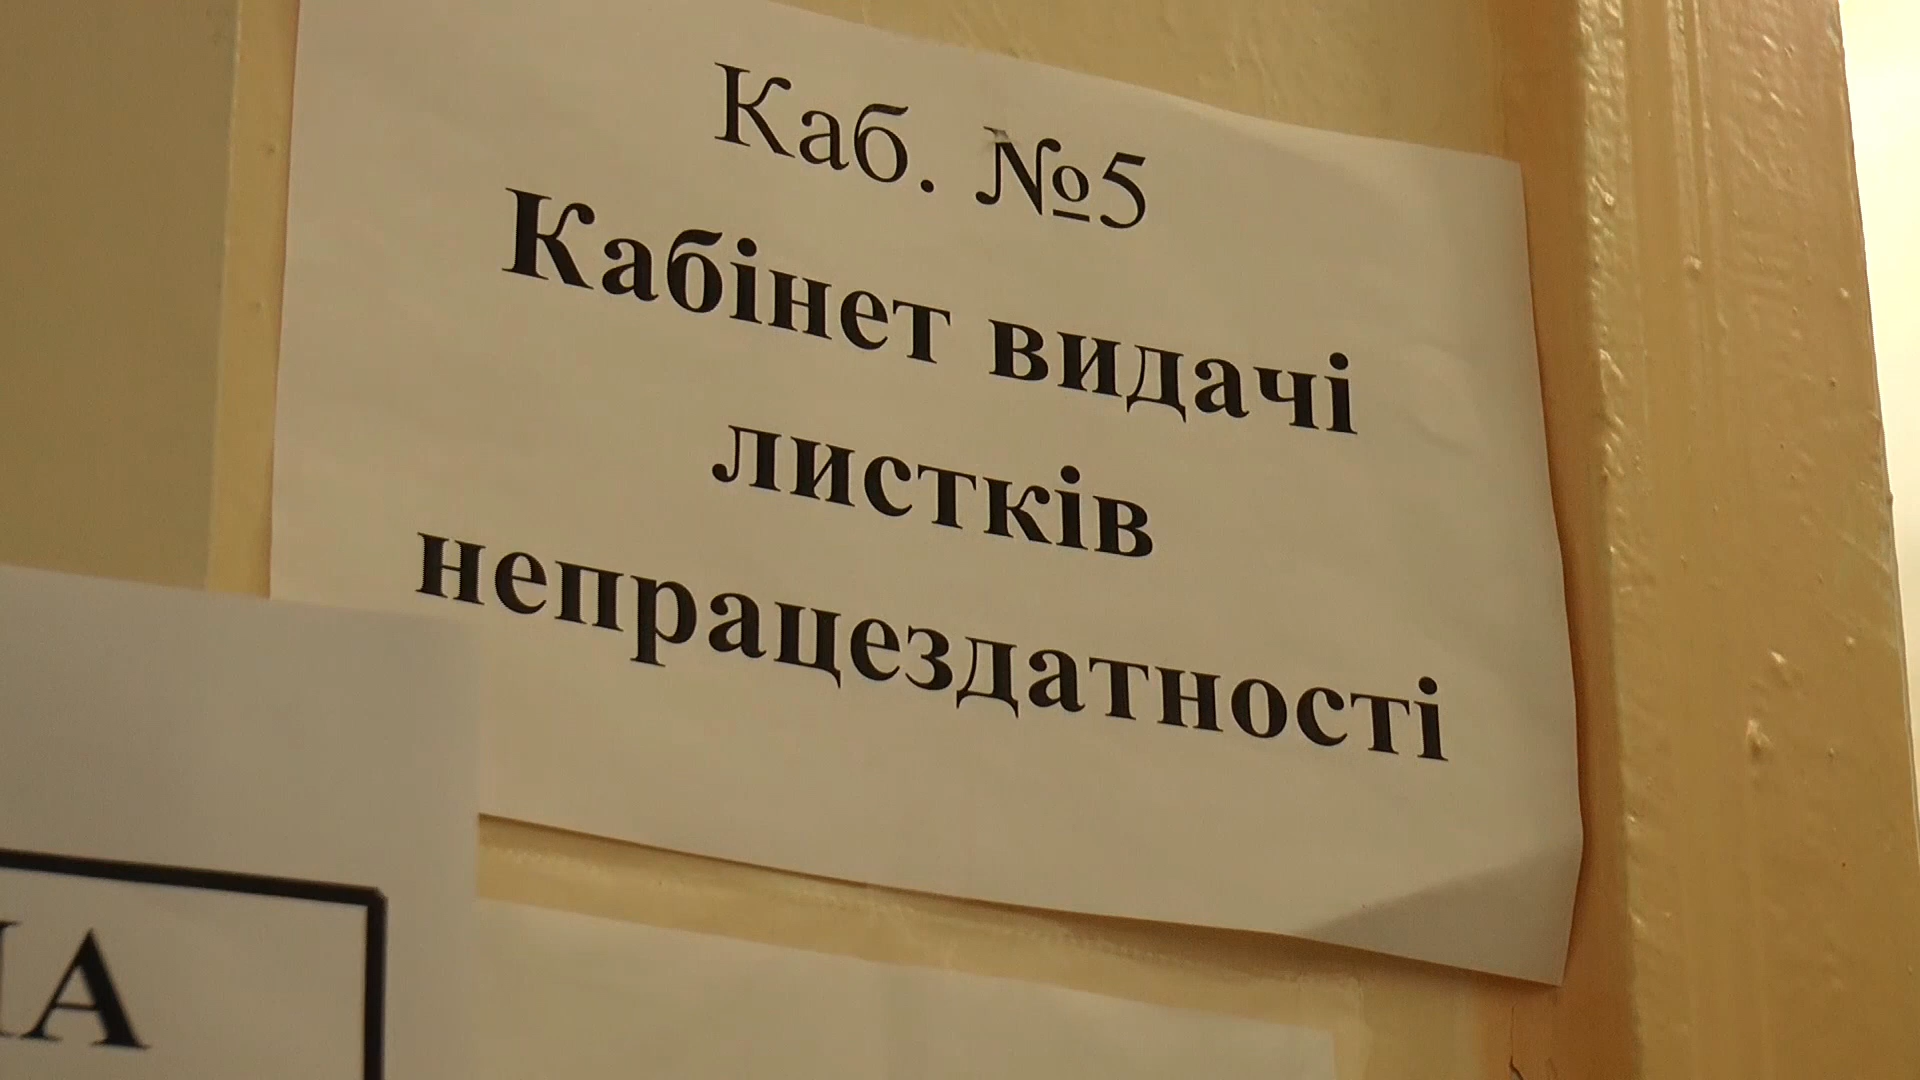 Каб. №5
Кабінет видачі
листків
непрацездатності